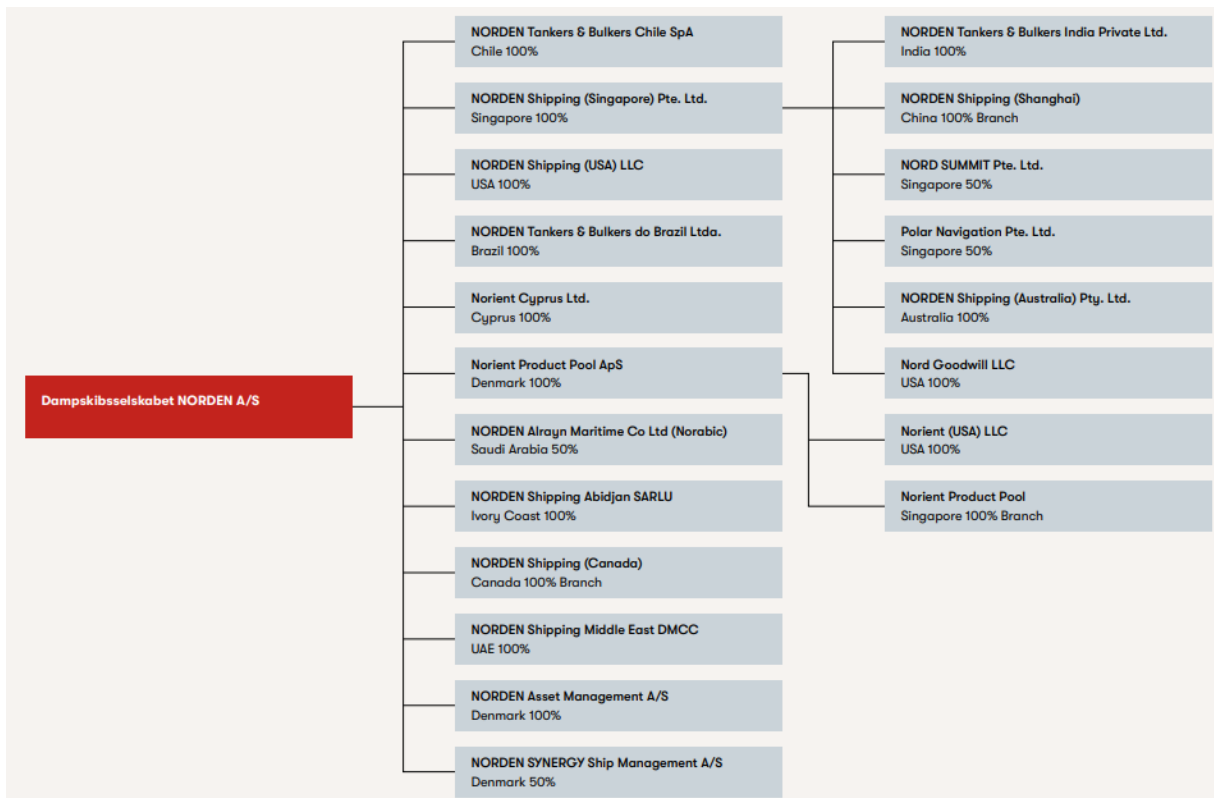 Dampskibsselskabet NORDEN A/S
NORDEN Tankers & Bulkers Chile SpA
Chile 100%
NORDEN Shipping (Singapore) Pte. Ltd.
Singapore 100%
NORDEN Shipping (USA) LLC
USA 100%
NORDEN Tankers & Bulkers do Brazil Ltda.
Brazil 100%
Norient Cyprus Ltd.
Cyprus 100%
Norient Product Pool ApS
Denmark 100%
NORDEN Alrayn Maritime Co Ltd (Norabic)
Saudi Arabia 50%
NORDEN Shipping Abidjan SARLU
Ivory Coast 100%
NORDEN Shipping (Canada)
Canada 100% Branch
NORDEN Shipping Middle East DMCC
UAE 100%
NORDEN Asset Management A/S
Denmark 100%
NORDEN SYNERGY Ship Management A/S
Denmark 50%
NORDEN Tankers & Bulkers India Private Ltd.
India 100%
NORDEN Shipping (Shanghai)
China 100% Branch
NORD SUMMIT Pte. Ltd.
Singapore 50%
Polar Navigation Pte. Ltd.
Singapore 50%
NORDEN Shipping (Australia) Pty. Ltd.
Australia 100%
Nord Goodwill LLC
USA 100%
Norient (USA) LLC
USA 100%
Norient Product Pool
Singapore 100% Branch